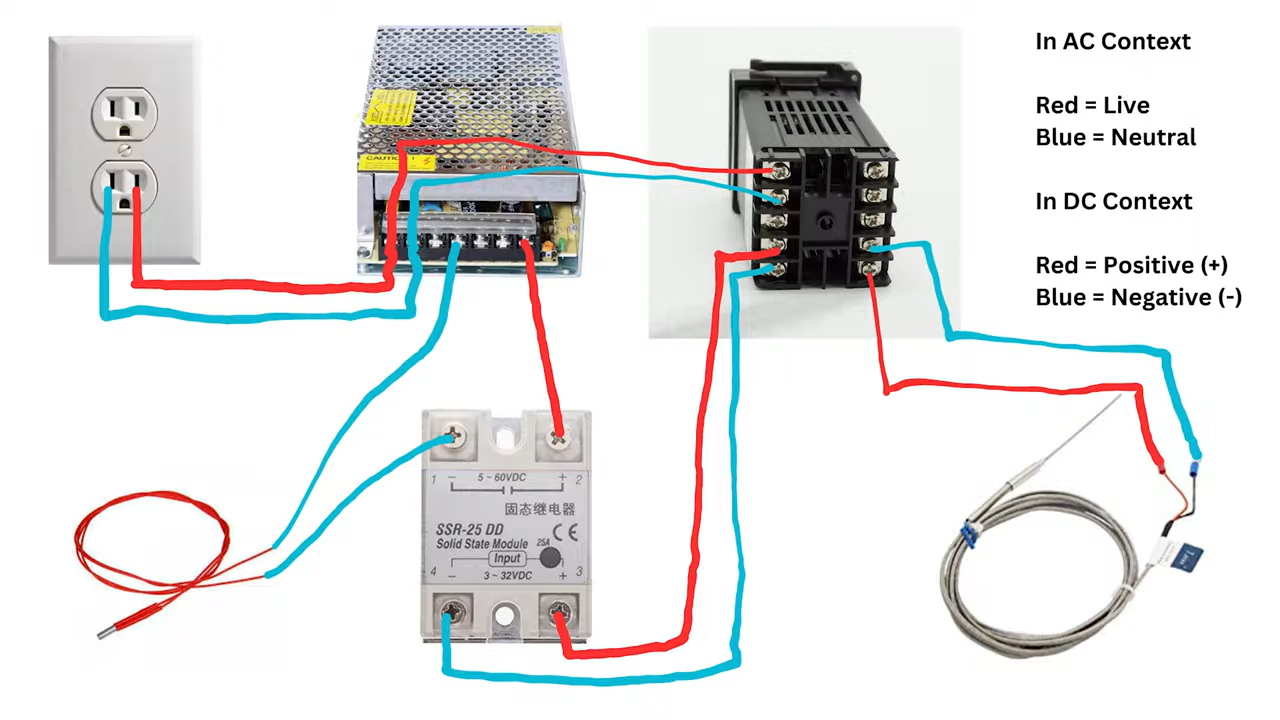 In AC Context
Red = Live
Blue = Neutral
In DC Context
Red = Positive (+)
Blue = Negative (-)
CAUTION !
1 − 5 ~ 60VDC + 2
固态继电器
SSR-25 DD
25A
Solid State Module
Input
4 − 3 ~ 32VDC + 3
CE